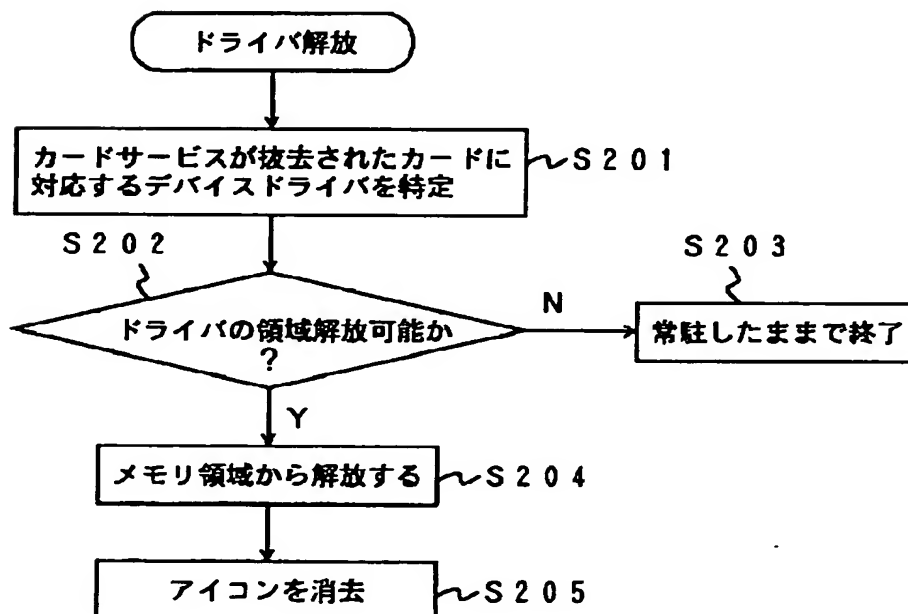 ドライバ解放
カードサービスが抜去されたカードに
対応するデバイスドライバを特定
S201
S202
ドライバの領域解放可能か
?
N
S203
常駐したままで終了
Y
メモリ領域から解放する
S204
アイコンを消去
S205